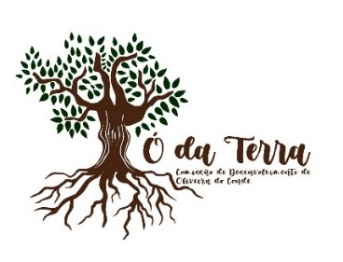 Ó da Terra
Comissão de Desenvolvimento de
Oliveira do Conde